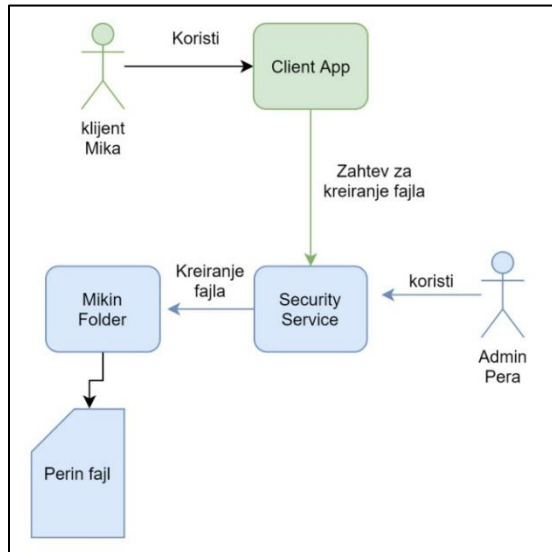 Koristi
Client App
klijent
Mika
Zahtev za
kreiranje fajla
Kreiranje
fajla
Mikin
Folder
Security
Service
koristi
Admin
Pera
Perin fajl